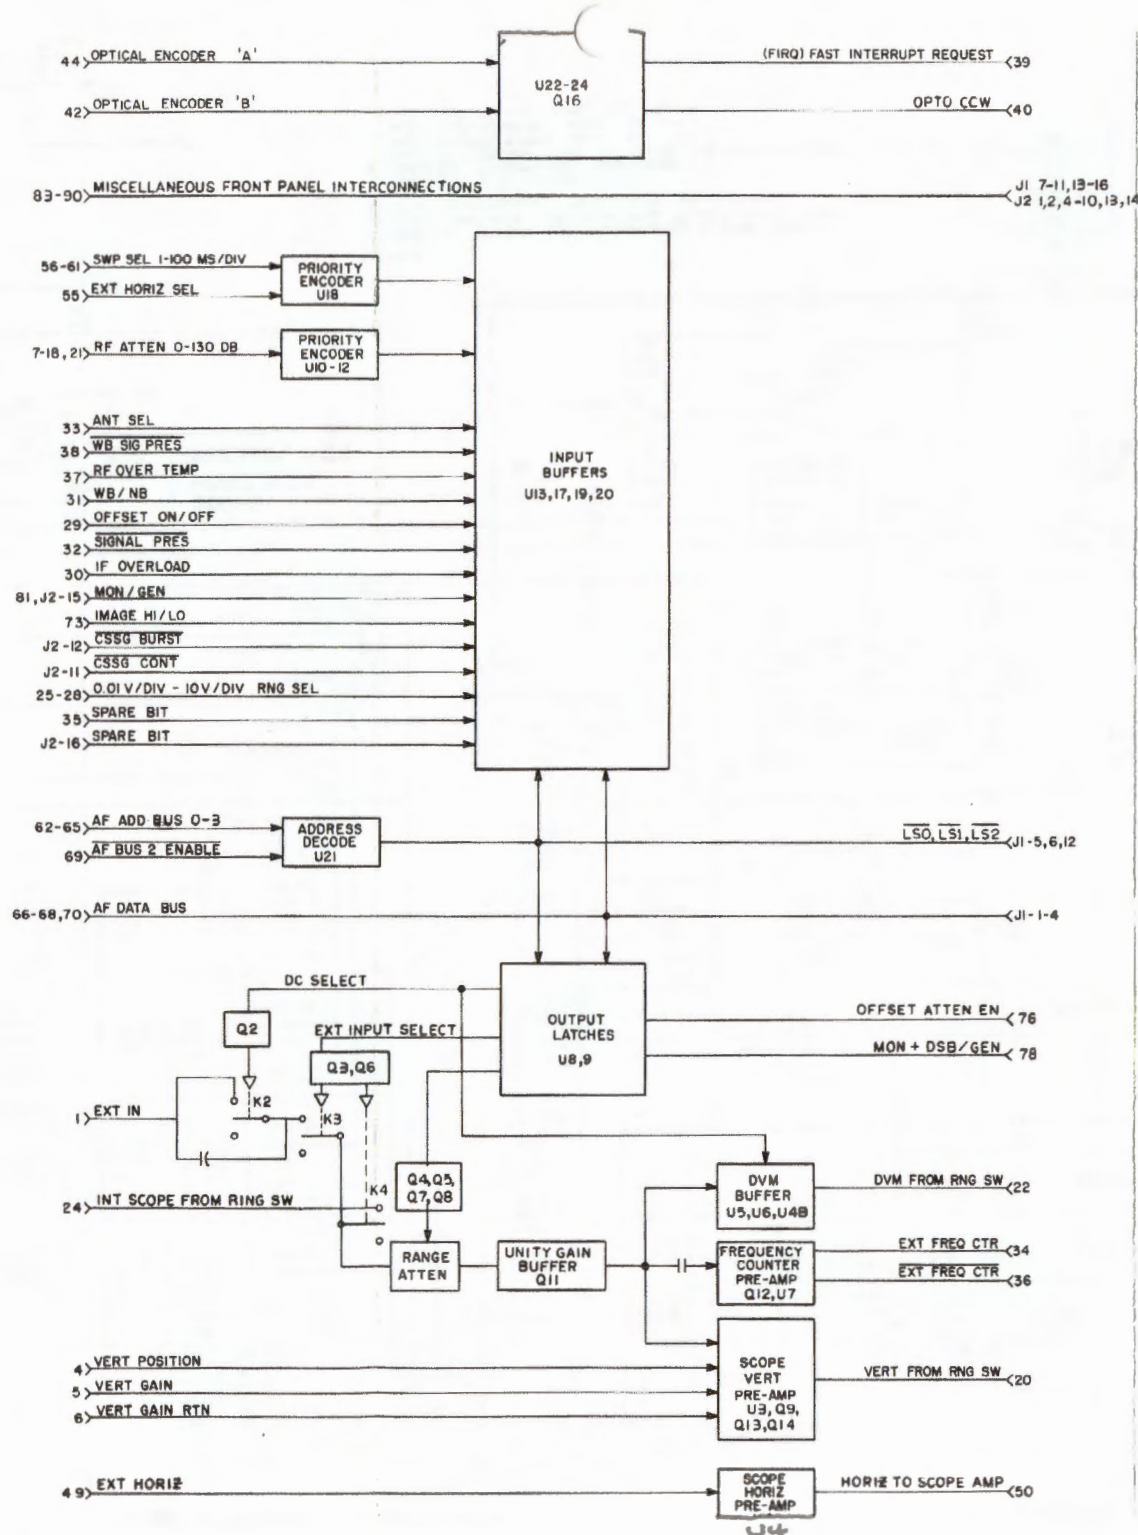 44 OPTICAL ENCODER 'A'
42 OPTICAL ENCODER 'B'
U22-24
Q16
(FIRQ) FAST INTERRUPT REQUEST 39
OPTO CCW 40
83-90 MISCELLANEOUS FRONT PANEL INTERCONNECTIONS
J1 7-11,13-16
J2 1,2,4-10,13,14
56-61 SWP SEL 1-100 MS/DIV
55 EXT HORIZ SEL
PRIORITY
ENCODER
U18
7-18,21 RF ATTEN 0-130 DB
PRIORITY
ENCODER
U10-12
33 ANT SEL
38 WB SIG PRES
37 RF OVER TEMP
31 WB/NB
29 OFFSET ON/OFF
32 SIGNAL PRES
30 IF OVERLOAD
81,J2-15 MON/GEN
73 IMAGE HI/LO
J2-12 CSSG BURST
J2-11 CSSG CONT
25-28 0.01V/DIV - 10V/DIV RNG SEL
35 SPARE BIT
J2-16 SPARE BIT
INPUT
BUFFERS
U13,17,19,20
62-65 AF ADD BUS 0-3
69 AF BUS 2 ENABLE
ADDRESS
DECODE
U21
LS0, LS1, LS2 J1-5,6,12
66-68,70 AF DATA BUS
J1-1-4
DC SELECT
Q2
EXT INPUT SELECT
Q3,Q6
OUTPUT
LATCHES
U8,9
OFFSET ATTEN EN 76
MON + DSB/GEN 78
1 EXT IN
K2
K3
K4
24 INT SCOPE FROM RING SW
Q4,Q5,
Q7,Q8
RANGE
ATTEN
UNITY GAIN
BUFFER
Q11
DVM
BUFFER
U5,U6,U4B
DVM FROM RNG SW 22
FREQUENCY
COUNTER
PRE-AMP
Q12,U7
EXT FREQ CTR 34
EXT FREQ CTR 36
4 VERT POSITION
5 VERT GAIN
6 VERT GAIN RTN
SCOPE
VERT
PRE-AMP
U3,Q9,
Q13,Q14
VERT FROM RNG SW 20
49 EXT HORIZ
SCOPE
HORIZ
PRE-AMP
HORIZ TO SCOPE AMP 50